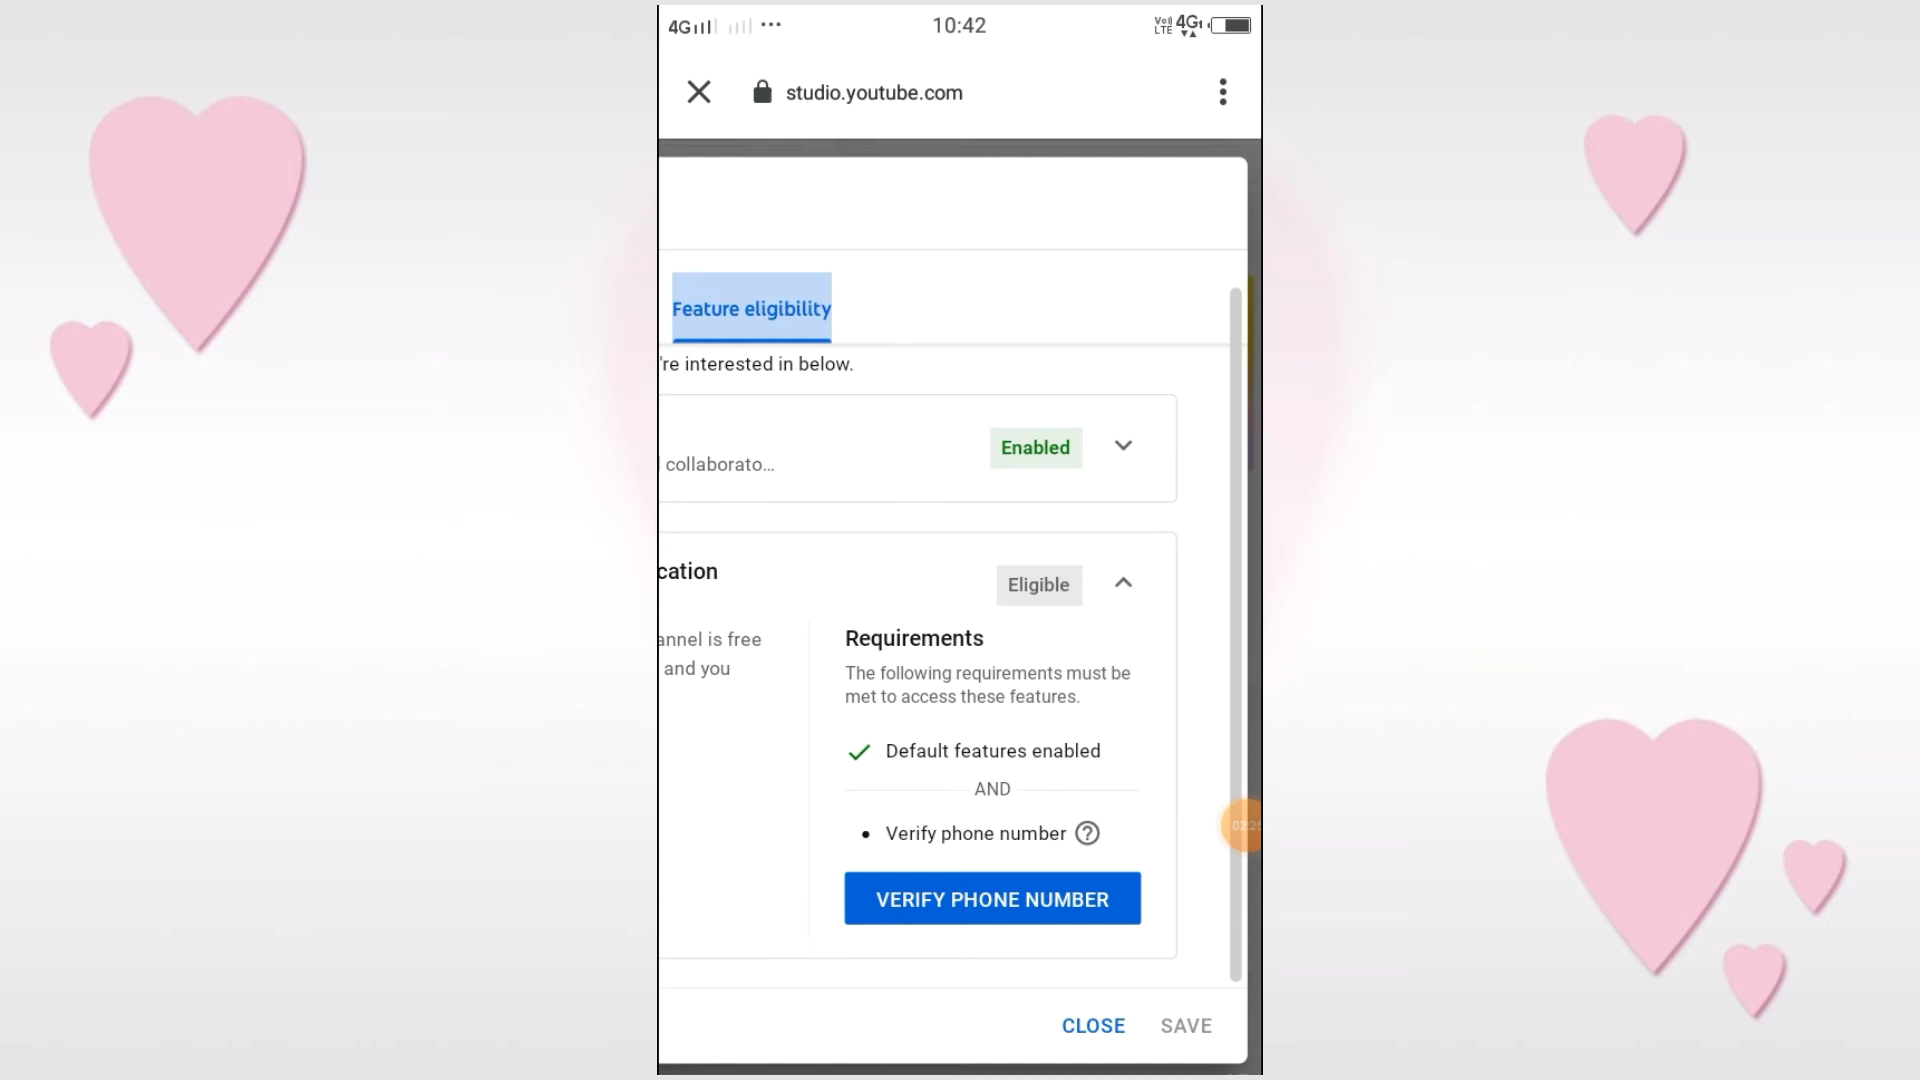 4G 10:42 Vo) LTE 4G
studio.youtube.com
Feature eligibility
're interested in below.
Enabled
collaborato...
cation
Eligible
annel is free
and you
Requirements
The following requirements must be
met to access these features.
Default features enabled
AND
• Verify phone number ?
VERIFY PHONE NUMBER
CLOSE SAVE